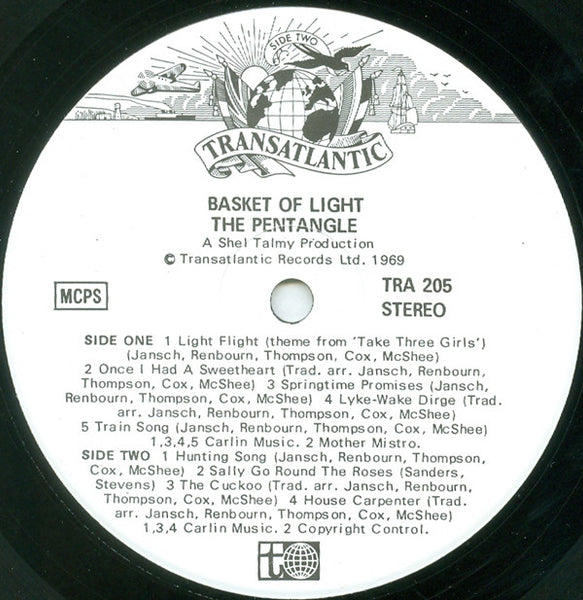 SIDE TWO
TRANSATLANTIC
BASKET OF LIGHT
THE PENTANGLE
A Shel Talmy Production
© Transatlantic Records Ltd. 1969
MCPS
TRA 205
STEREO
SIDE ONE 1 Light Flight (theme from 'Take Three Girls')
(Jansch, Renbourn, Thompson, Cox, McShee)
2 Once I Had A Sweetheart (Trad. arr. Jansch, Renbourn,
Thompson, Cox, McShee) 3 Springtime Promises (Jansch,
Renbourn, Thompson, Cox, McShee) 4 Lyke-Wake Dirge (Trad.
arr. Jansch, Renbourn, Thompson, Cox, McShee)
5 Train Song (Jansch, Renbourn, Thompson, Cox, McShee)
1,3,4,5 Carlin Music. 2 Mother Mistro.
SIDE TWO 1 Hunting Song (Jansch, Renbourn, Thompson,
Cox, McShee) 2 Sally Go Round The Roses (Sanders,
Stevens) 3 The Cuckoo (Trad. arr. Jansch, Renbourn,
Thompson, Cox, McShee) 4 House Carpenter (Trad.
arr. Jansch, Renbourn, Thompson, Cox, McShee)
1,3,4 Carlin Music. 2 Copyright Control.
t